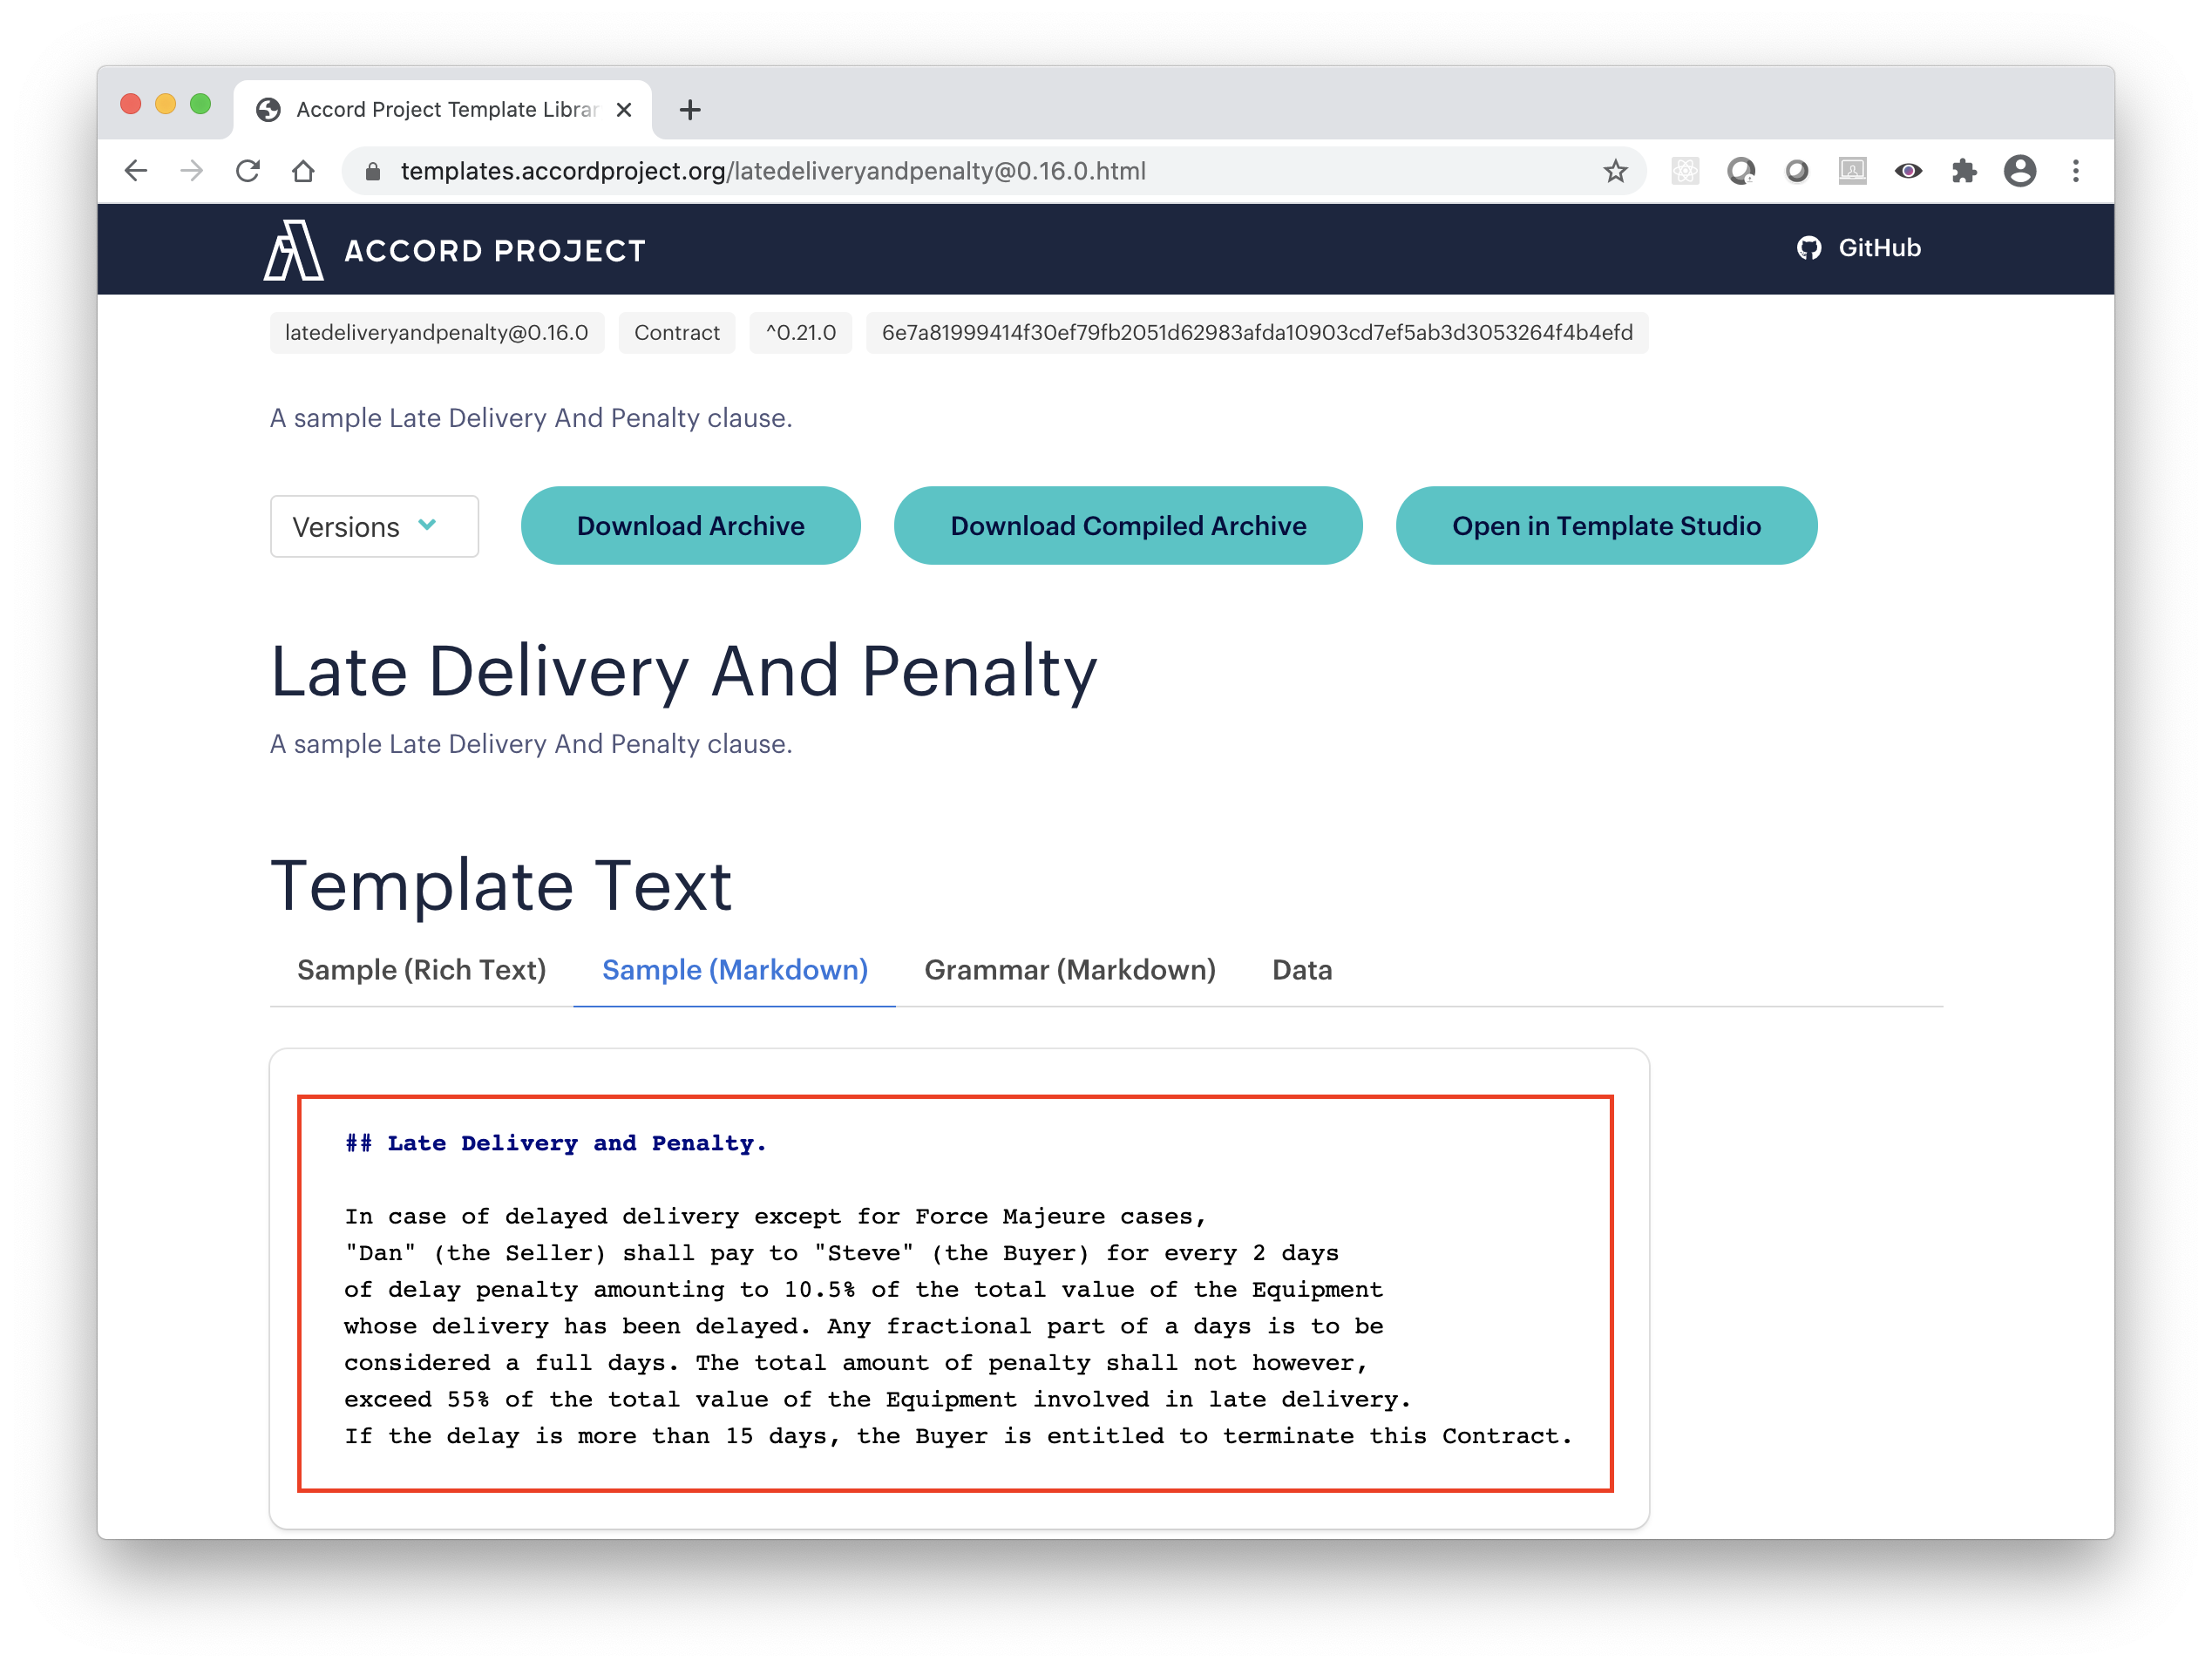 Accord Project Template Librar
templates.accordproject.org/latedeliveryandpenalty@0.16.0.html
ACCORD PROJECT
GitHub
latedeliveryandpenalty@0.16.0 Contract ^0.21.0 6e7a81999414f30ef79fb2051d62983afda10903cd7ef5ab3d3053264f4b4efd
A sample Late Delivery And Penalty clause.
Versions Download Archive Download Compiled Archive Open in Template Studio
Late Delivery And Penalty
A sample Late Delivery And Penalty clause.
Template Text
Sample (Rich Text) Sample (Markdown) Grammar (Markdown) Data
## Late Delivery and Penalty.
In case of delayed delivery except for Force Majeure cases,
"Dan" (the Seller) shall pay to "Steve" (the Buyer) for every 2 days
of delay penalty amounting to 10.5% of the total value of the Equipment
whose delivery has been delayed. Any fractional part of a days is to be
considered a full days. The total amount of penalty shall not however,
exceed 55% of the total value of the Equipment involved in late delivery.
If the delay is more than 15 days, the Buyer is entitled to terminate this Contract.